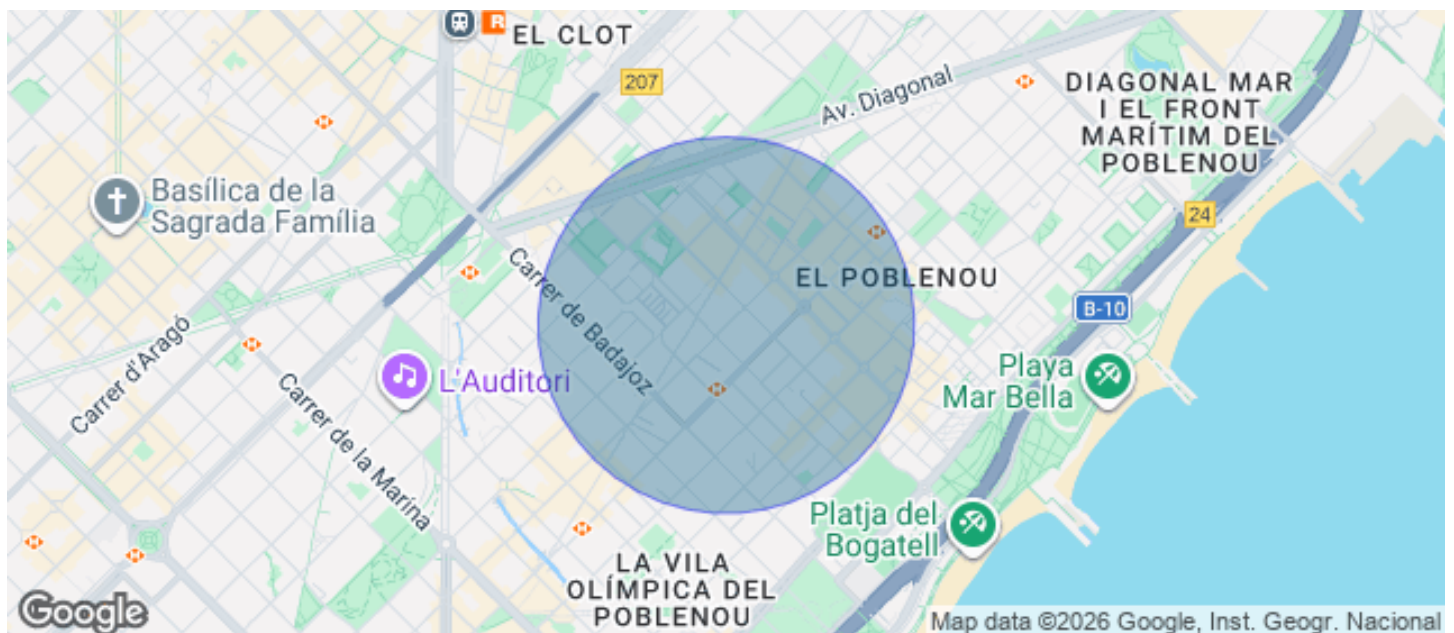 R
EL CLOT
207
Av. Diagonal
DIAGONAL MAR
I EL FRONT
MARÍTIM DEL
POBLENOU
Basílica de la
Sagrada Família
24
Carrer de Badajoz
EL POBLENOU
B-10
Carrer d'Aragó
L'Auditori
Playa
Mar Bella
Carrer de la Marina
Platja del
Bogatell
LA VILA
OLÍMPICA DEL
POBLENOU
Google
Map data ©2026 Google, Inst. Geogr. Nacional